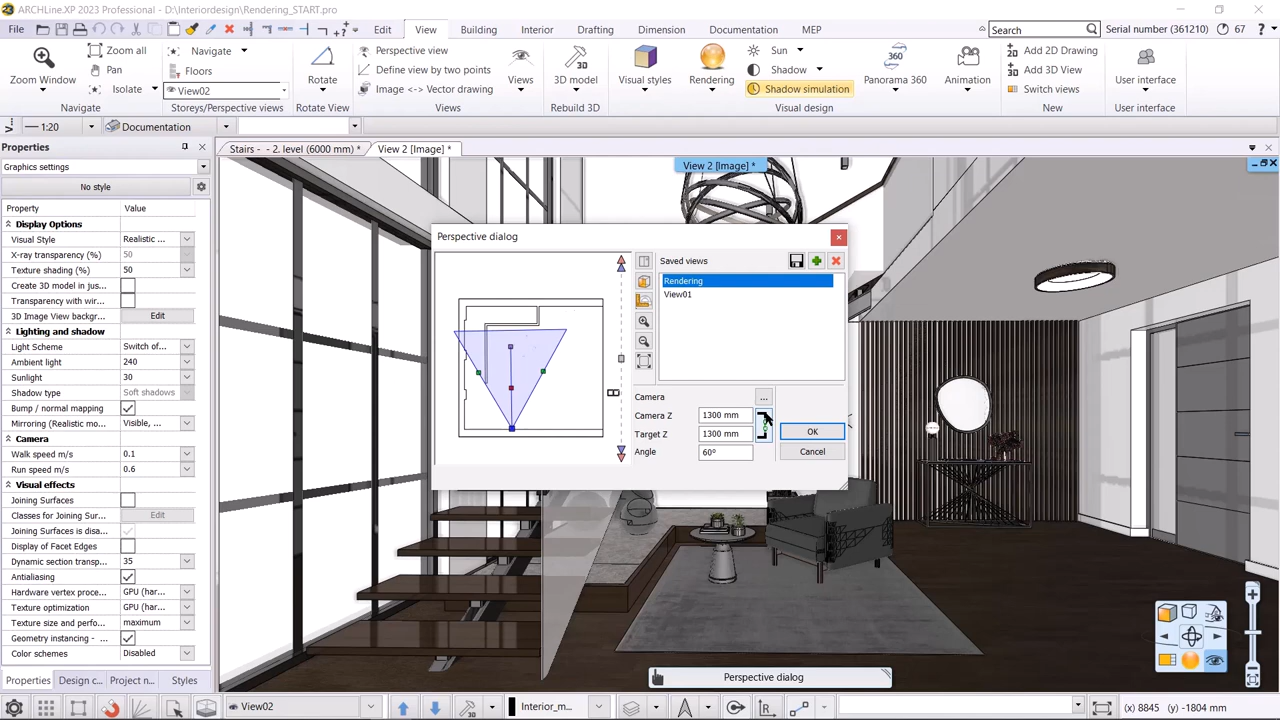 23 ARCHLine.XP 2023 Professional - D:\Interiordesign\Rendering_START.pro
File Edit View Building Interior Drafting Dimension Documentation MEP Search Serial number (361210) 67 ?
Zoom Window
Zoom all
Pan
Isolate
Navigate
Navigate
Floors
View02
Storeys/Perspective views
Rotate
Rotate View
Perspective view
Define view by two points
Image <-> Vector drawing
Views
Views
3D model
Rebuild 3D
Visual styles
Rendering
Sun
Shadow
Shadow simulation
360
Panorama 360
Animation
Visual design
2D Add 2D Drawing
3D Add 3D View
Switch views
New
User interface
User interface
1:20 Documentation
Properties
Graphics settings
No style
Property Value
Display Options
Visual Style Realistic ...
X-ray transparency (%) 50
Texture shading (%) 50
Create 3D model in jus...
Transparency with wir...
3D Image View backgr... Edit
Lighting and shadow
Light Scheme Switch of...
Ambient light 240
Sunlight 30
Shadow type Soft shadows
Bump / normal mapping
Mirroring (Realistic mo... Visible, ...
Camera
Walk speed m/s 0.1
Run speed m/s 0.6
Visual effects
Joining Surfaces
Classes for Joining Sur... Edit
Joining Surfaces is disa...
Display of Facet Edges
Dynamic section transp... 35
Antialiasing
Hardware vertex proce... GPU (har...
Texture optimization GPU (ha...
Texture size and perfo... maximum
Geometry instancing - ...
Color schemes Disabled
Properties Design c... Project n... Styles
Stairs - - 2. level (6000 mm) * View 2 [Image] *
View 2 [Image] *
Perspective dialog
Saved views
Rendering
View01
Camera ...
Camera Z 1300 mm
Target Z 1300 mm
Angle 60º
OK
Cancel
Perspective dialog
View02 Interior_m... x: 8845 y: -1804 mm